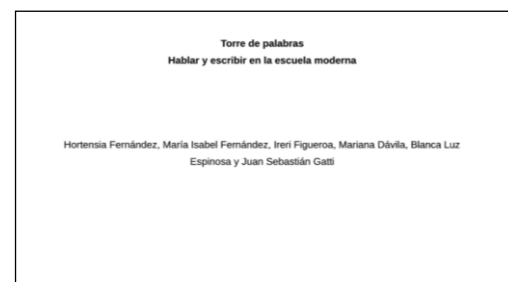 Torre de palabras
Hablar y escribir en la escuela moderna
Hortensia Fernández, María Isabel Fernández, Ireri Figueroa, Mariana Dávila, Blanca Luz
Espinosa y Juan Sebastián Gatti